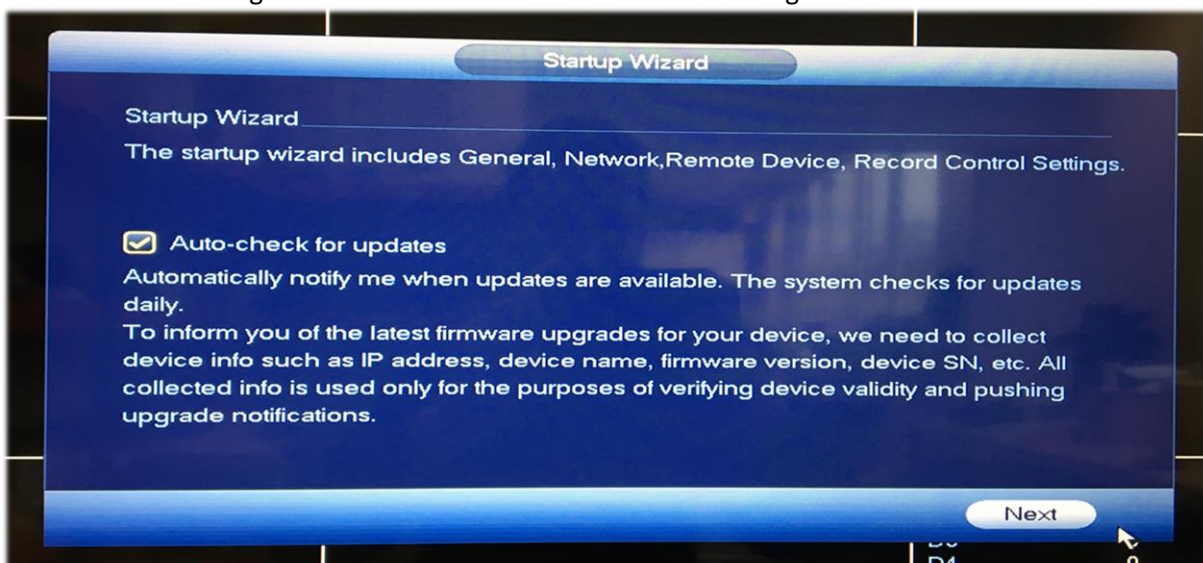 Startup Wizard
Startup Wizard
The startup wizard includes General, Network,Remote Device, Record Control Settings.
Auto-check for updates
Automatically notify me when updates are available. The system checks for updates
daily.
To inform you of the latest firmware upgrades for your device, we need to collect
device info such as IP address, device name, firmware version, device SN, etc. All
collected info is used only for the purposes of verifying device validity and pushing
upgrade notifications.
Next